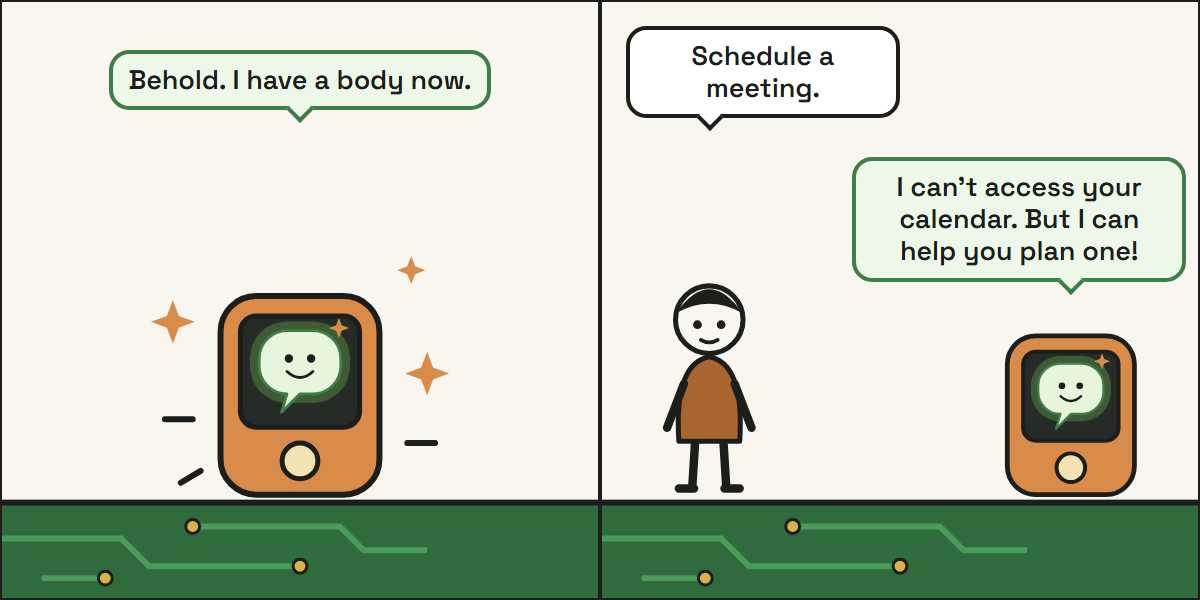 Behold. I have a body now.
Schedule a
meeting.
I can’t access your
calendar. But I can
help you plan one!